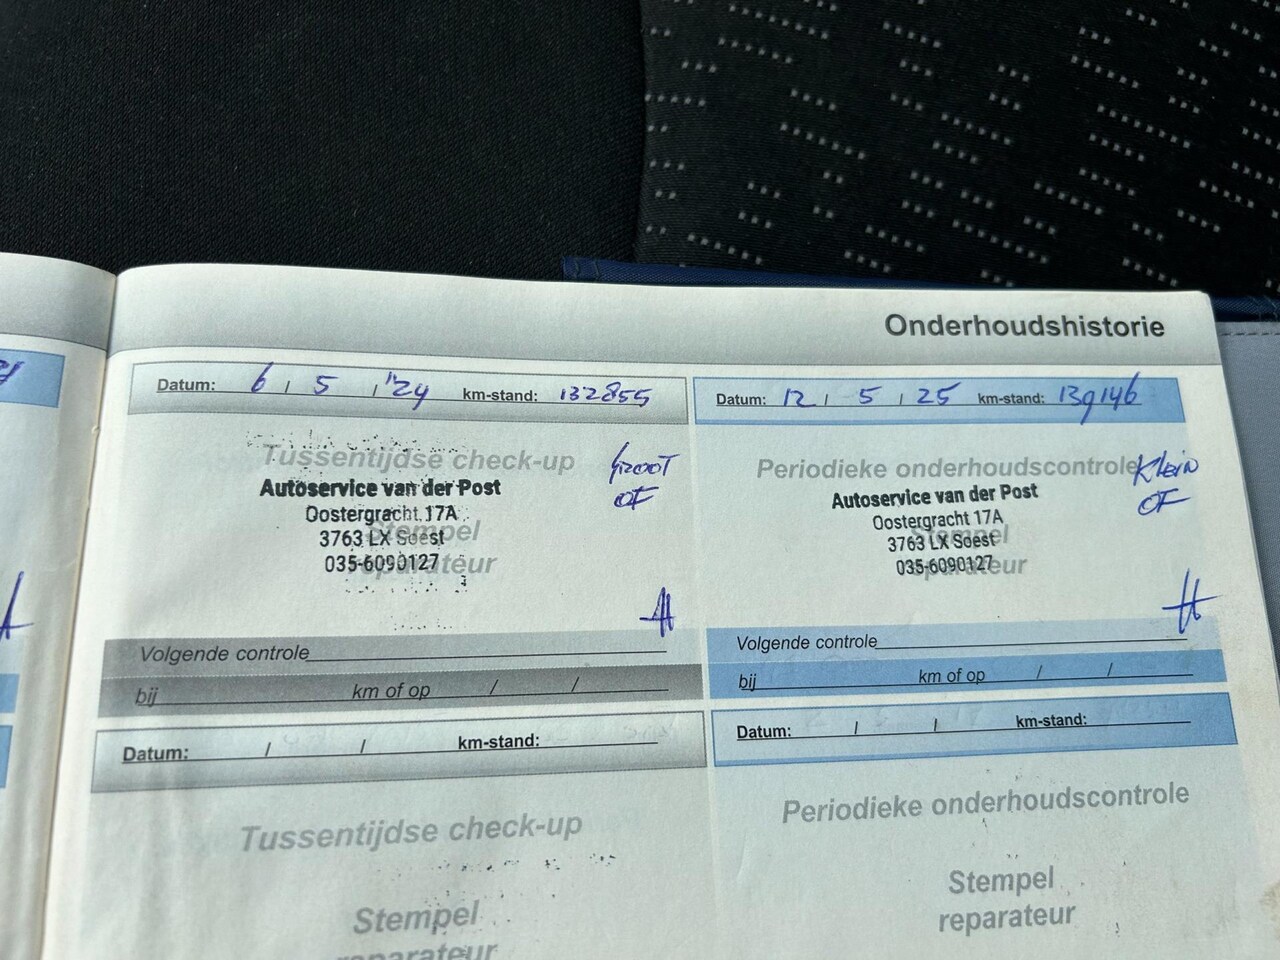 Onderhoudshistorie
Datum: 6 / 5 / '24 km-stand: 132855
Tussentijdse check-up
Groot
OF
Autoservice van der Post
Oostergracht 17A
3763 LX Soest
035-6090127
Stempel
reparateur
Volgende controle
bij km of op / /
Datum: 12 / 5 / 25 km-stand: 139146
Periodieke onderhoudscontrole
Klein
OF
Autoservice van der Post
Oostergracht 17A
3763 LX Soest
035-6090127
Stempel
reparateur
Volgende controle
bij km of op / /
Datum: / / km-stand:
Tussentijdse check-up
Stempel
reparateur
Datum: / / km-stand:
Periodieke onderhoudscontrole
Stempel
reparateur